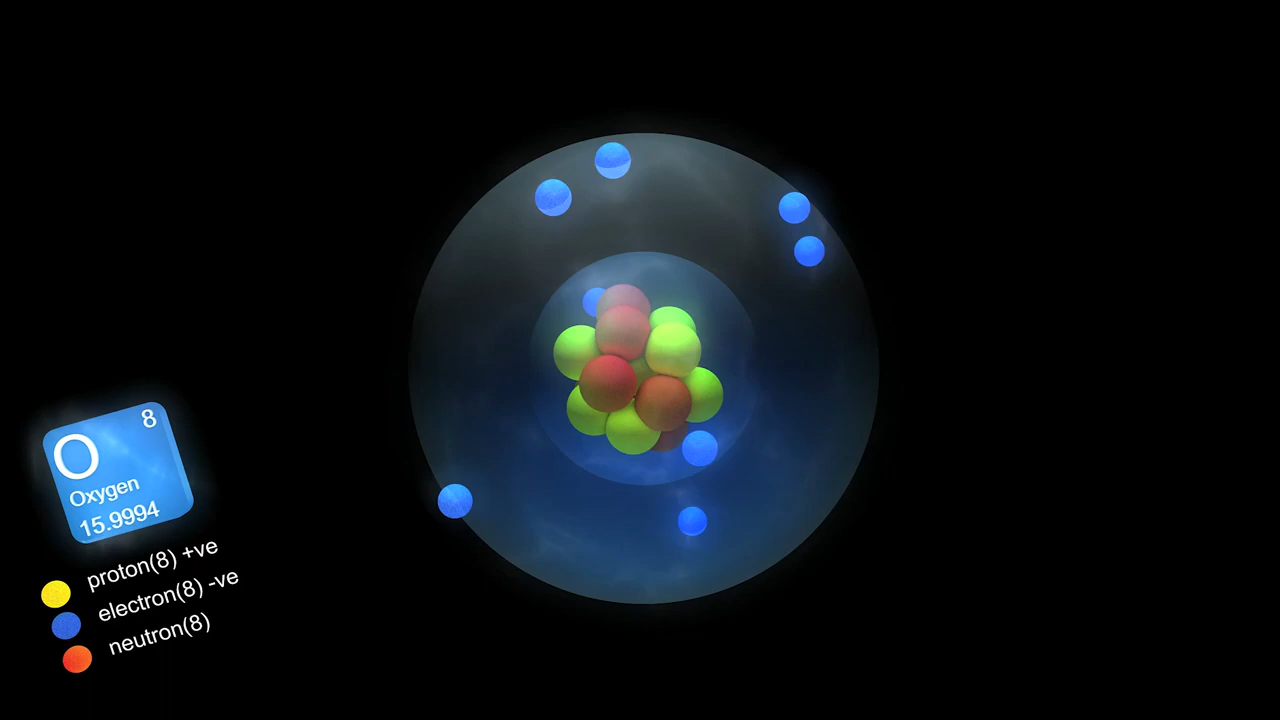 8
O
Oxygen
15.9994
proton(8) +ve
electron(8) -ve
neutron(8)